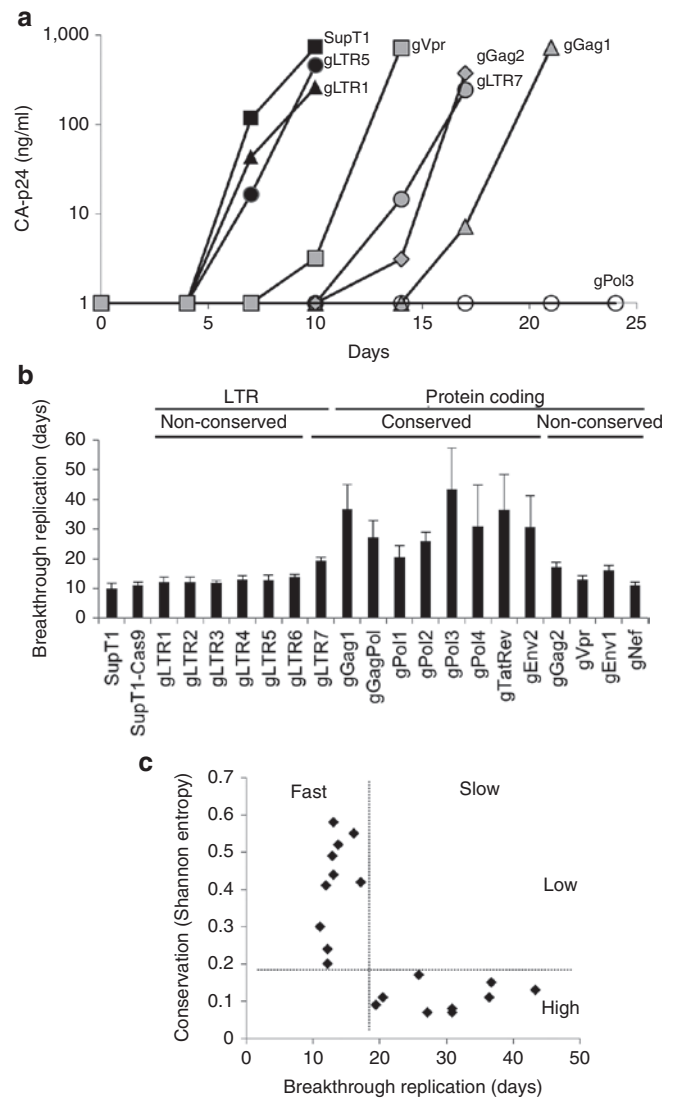 a
1,000
100
10
1
CA-p24 (ng/ml)
SupT1
gLTR5
gLTR1
gVpr
gGag2
gLTR7
gGag1
gPol3
0 5 10 15 20 25
Days
b
LTR Protein coding
Non-conserved Conserved Non-conserved
Breakthrough replication (days)
60
50
40
30
20
10
0
SupT1
SupT1-Cas9
gLTR1
gLTR2
gLTR3
gLTR4
gLTR5
gLTR6
gLTR7
gGag1
gGagPol
gPol1
gPol2
gPol3
gPol4
gTatRev
gEnv2
gGag2
gVpr
gEnv1
gNef
c
Conservation (Shannon entropy)
0.7
0.6
0.5
0.4
0.3
0.2
0.1
0
Fast Slow
Low
High
0 10 20 30 40 50
Breakthrough replication (days)